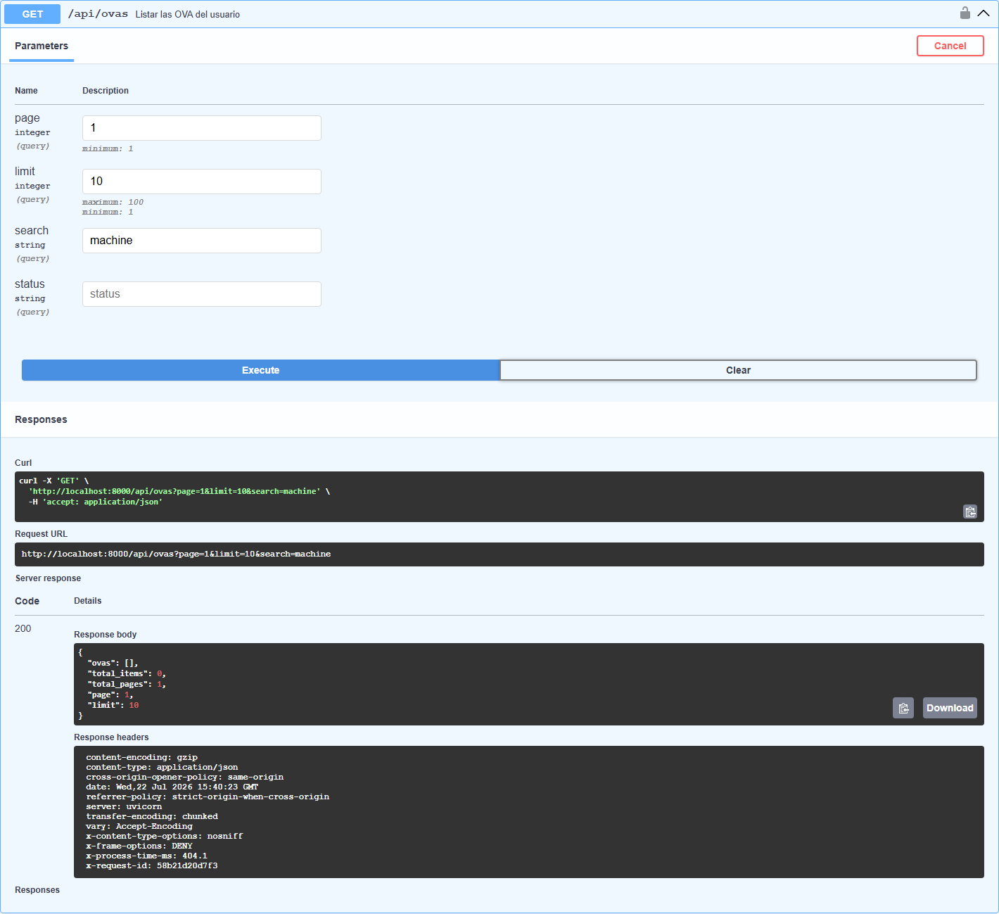 GET /api/ovas Listar las OVA del usuario
Parameters
Cancel
Name Description
page
integer
(query)
1
minimum: 1
limit
integer
(query)
10
maximum: 100
minimum: 1
search
string
(query)
machine
status
string
(query)
status
Execute Clear
Responses
Curl
curl -X 'GET' \
  'http://localhost:8000/api/ovas?page=1&limit=10&search=machine' \
  -H 'accept: application/json'
Request URL
http://localhost:8000/api/ovas?page=1&limit=10&search=machine
Server response
Code Details
200
Response body
{
  "ovas": [],
  "total_items": 0,
  "total_pages": 1,
  "page": 1,
  "limit": 10
}
Download
Response headers
content-encoding: gzip
content-type: application/json
cross-origin-opener-policy: same-origin
date: Wed,22 Jul 2026 15:40:23 GMT
referrer-policy: strict-origin-when-cross-origin
server: uvicorn
transfer-encoding: chunked
vary: Accept-Encoding
x-content-type-options: nosniff
x-frame-options: DENY
x-process-time-ms: 404.1
x-request-id: 58b21d20d7f3
Responses